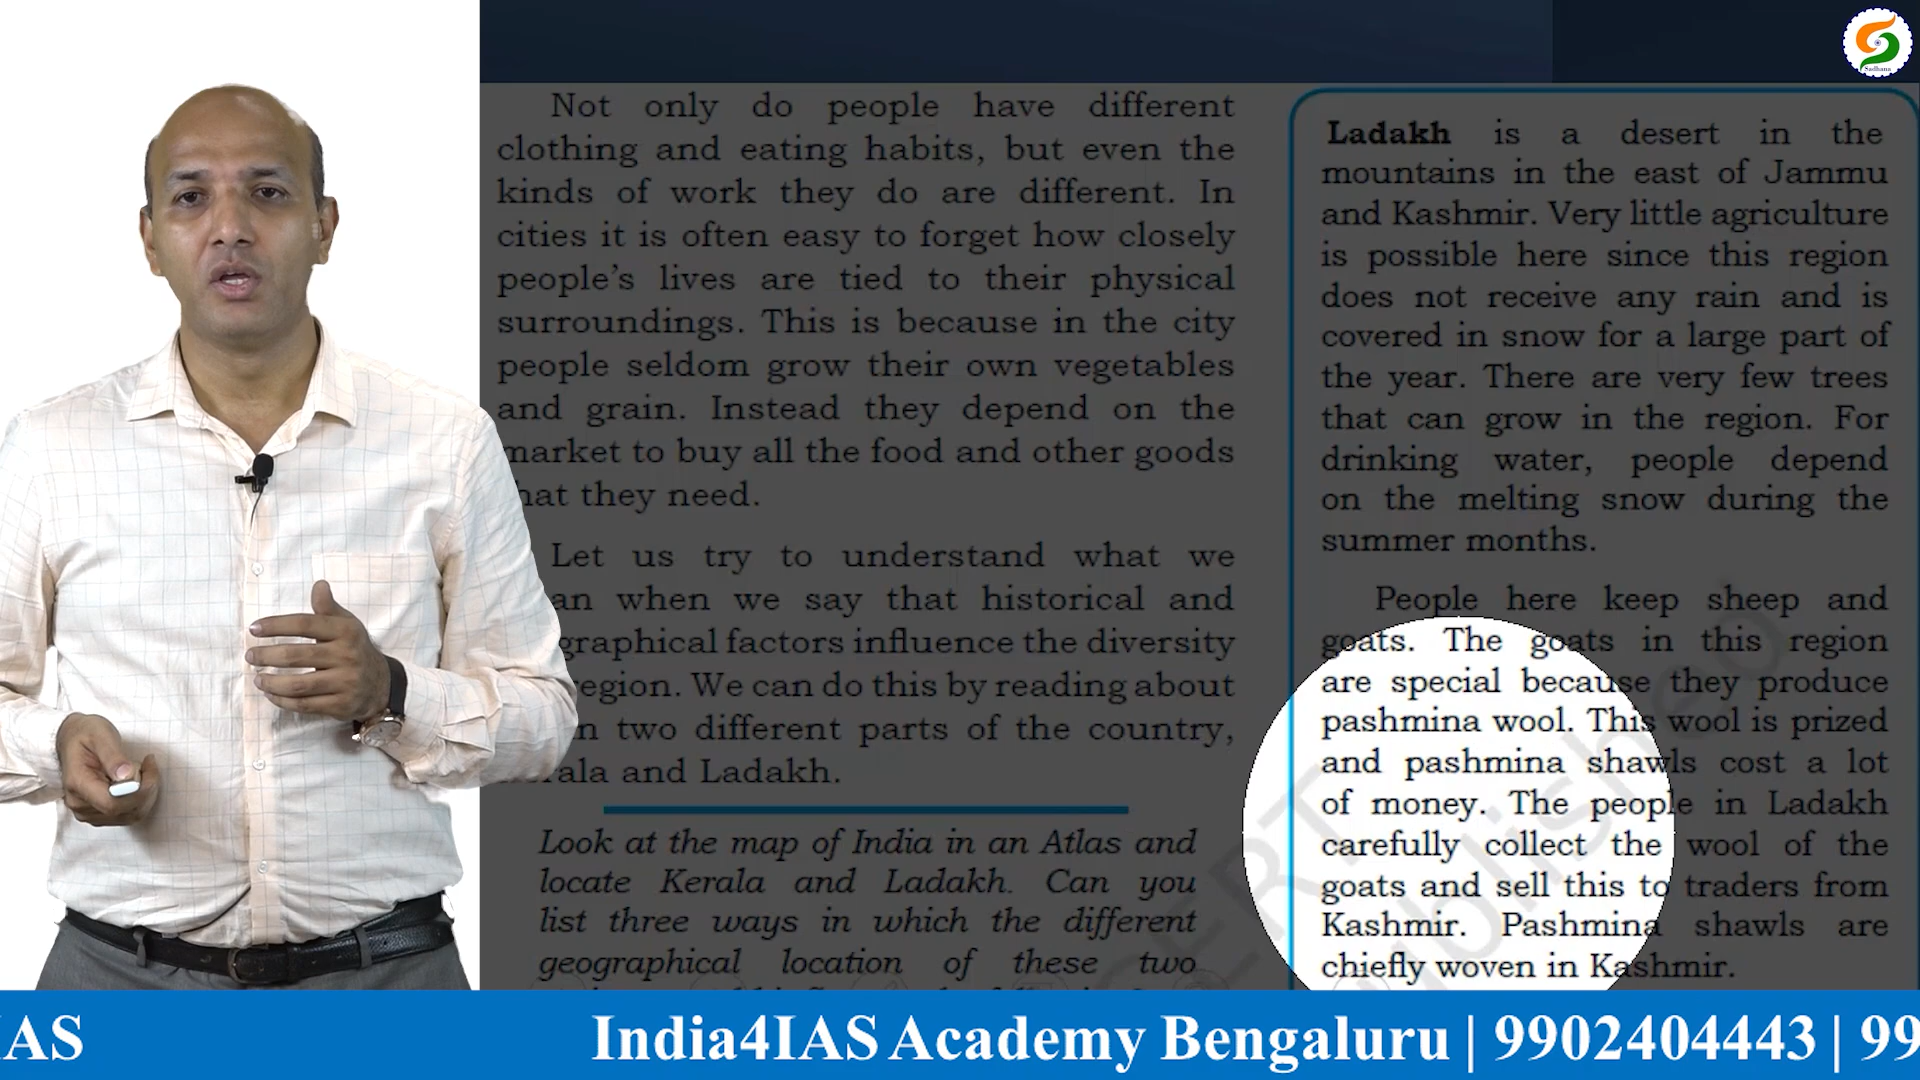 Sadhana
Not only do people have different
clothing and eating habits, but even the
kinds of work they do are different. In
cities it is often easy to forget how closely
people's lives are tied to their physical
surroundings. This is because in the city
people seldom grow their own vegetables
and grain. Instead they depend on the
market to buy all the food and other goods
hat they need.
Let us try to understand what we
an when we say that historical and
graphical factors influence the diversity
region. We can do this by reading about
n two different parts of the country,
rala and Ladakh.
Look at the map of India in an Atlas and
locate Kerala and Ladakh. Can you
list three ways in which the different
geographical location of these two
Ladakh is a desert in the
mountains in the east of Jammu
and Kashmir. Very little agriculture
is possible here since this region
does not receive any rain and is
covered in snow for a large part of
the year. There are very few trees
that can grow in the region. For
drinking water, people depend
on the melting snow during the
summer months.
People here keep sheep and
goats. The goats in this region
are special because they produce
pashmina wool. This wool is prized
and pashmina shawls cost a lot
of money. The people in Ladakh
carefully collect the wool of the
goats and sell this to traders from
Kashmir. Pashmina shawls are
chiefly woven in Kashmir.
IAS India4IAS Academy Bengaluru | 9902404443 | 99